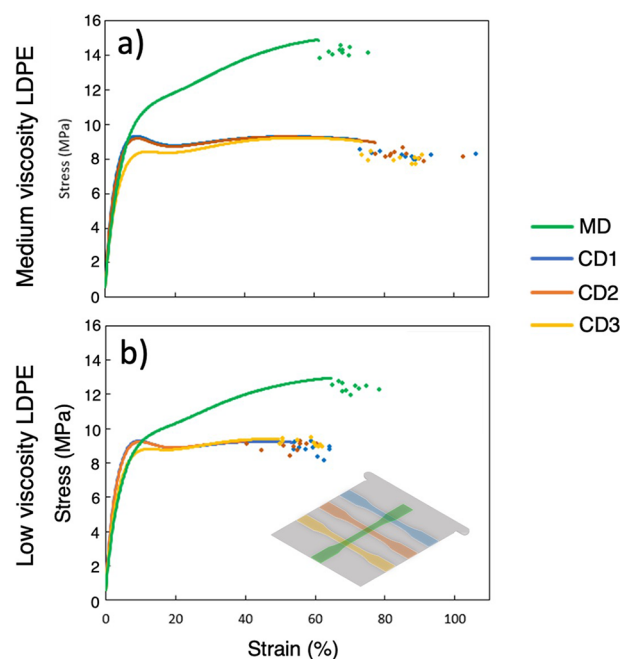 Medium viscosity LDPE
Stress (MPa)
16
14
12
10
8
6
4
2
0
a)
MD
CD1
CD2
CD3
Low viscosity LDPE
Stress (MPa)
16
14
12
10
8
6
4
2
0
b)
0 20 40 60 80 100
Strain (%)